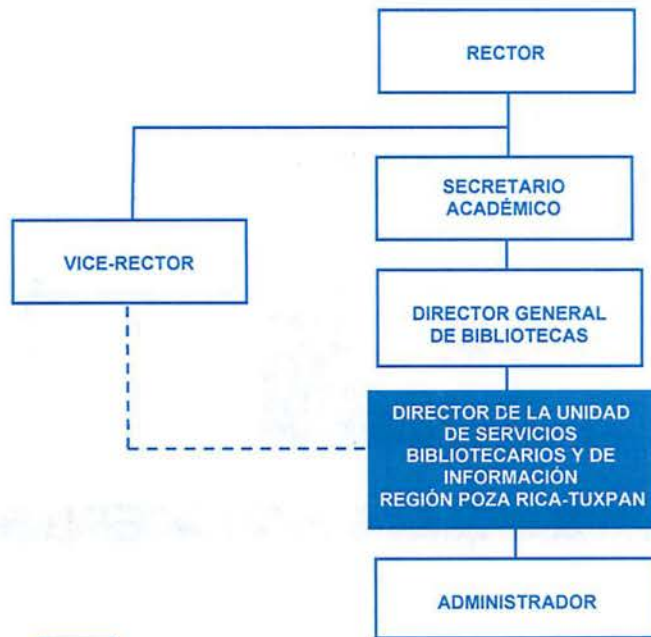 RECTOR
SECRETARIO
ACADÉMICO
VICE-RECTOR
DIRECTOR GENERAL
DE BIBLIOTECAS
DIRECTOR DE LA UNIDAD
DE SERVICIOS
BIBLIOTECARIOS Y DE
INFORMACIÓN
REGIÓN POZA RICA-TUXPAN
ADMINISTRADOR